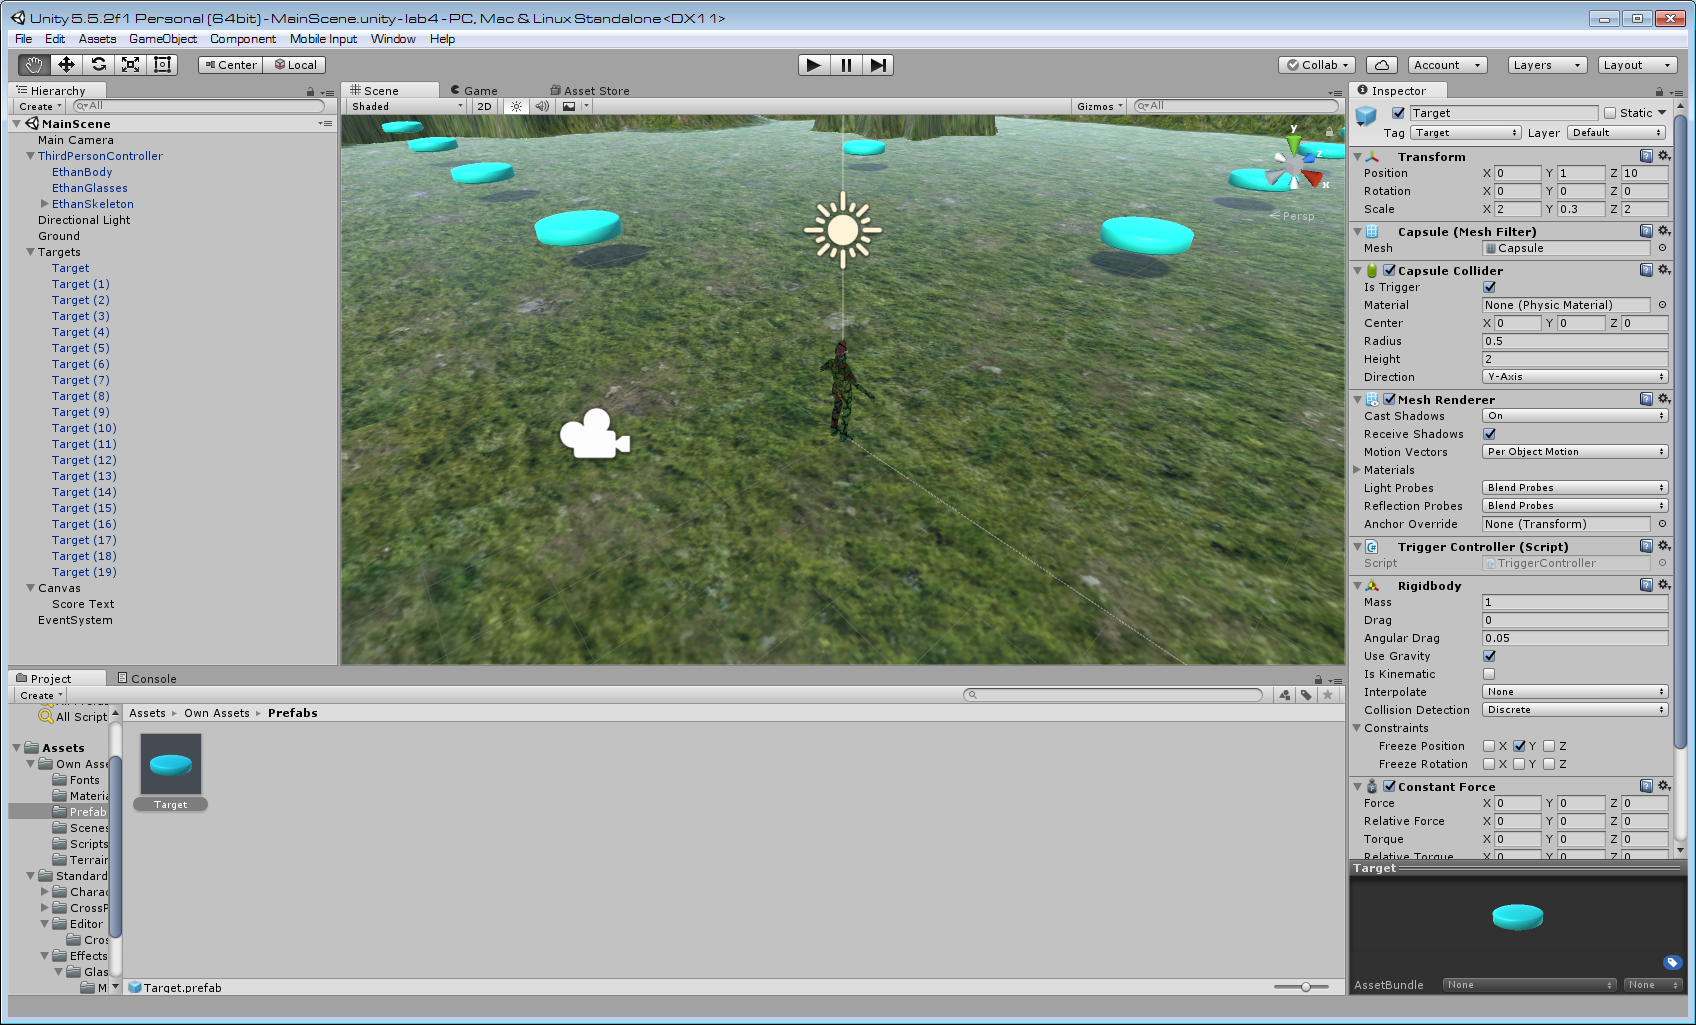 Unity 5.5.2f1 Personal (64bit) - MainScene.unity - lab4 - PC, Mac & Linux Standalone <DX11>
File Edit Assets GameObject Component Mobile Input Window Help
Center Local Collab Account Layers Layout
Hierarchy
Create All
MainScene
Main Camera
ThirdPersonController
EthanBody
EthanGlasses
EthanSkeleton
Directional Light
Ground
Targets
Target
Target (1)
Target (2)
Target (3)
Target (4)
Target (5)
Target (6)
Target (7)
Target (8)
Target (9)
Target (10)
Target (11)
Target (12)
Target (13)
Target (14)
Target (15)
Target (16)
Target (17)
Target (18)
Target (19)
Canvas
Score Text
EventSystem
Scene Game Asset Store
Shaded 2D Gizmos All
y
z
x
Persp
Project Console
Create
All Script
Assets
Own Asse
Fonts
Materia
Prefab
Scenes
Scripts
Terrain
Standard
Charac
CrossP
Editor
Cros
Effects
Glas
M
Assets Own Assets Prefabs
Target
Target.prefab
Inspector
Target Static
Tag Target Layer Default
Transform
Position X 0 Y 1 Z 10
Rotation X 0 Y 0 Z 0
Scale X 2 Y 0.3 Z 2
Capsule (Mesh Filter)
Mesh Capsule
Capsule Collider
Is Trigger
Material None (Physic Material)
Center X 0 Y 0 Z 0
Radius 0.5
Height 2
Direction Y-Axis
Mesh Renderer
Cast Shadows On
Receive Shadows
Motion Vectors Per Object Motion
Materials
Light Probes Blend Probes
Reflection Probes Blend Probes
Anchor Override None (Transform)
Trigger Controller (Script)
Script TriggerController
Rigidbody
Mass 1
Drag 0
Angular Drag 0.05
Use Gravity
Is Kinematic
Interpolate None
Collision Detection Discrete
Constraints
Freeze Position X Y Z
Freeze Rotation X Y Z
Constant Force
Force X 0 Y 0 Z 0
Relative Force X 0 Y 0 Z 0
Torque X 0 Y 0 Z 0
Relative Torque X 0 Y 0 Z 0
Target
AssetBundle None None